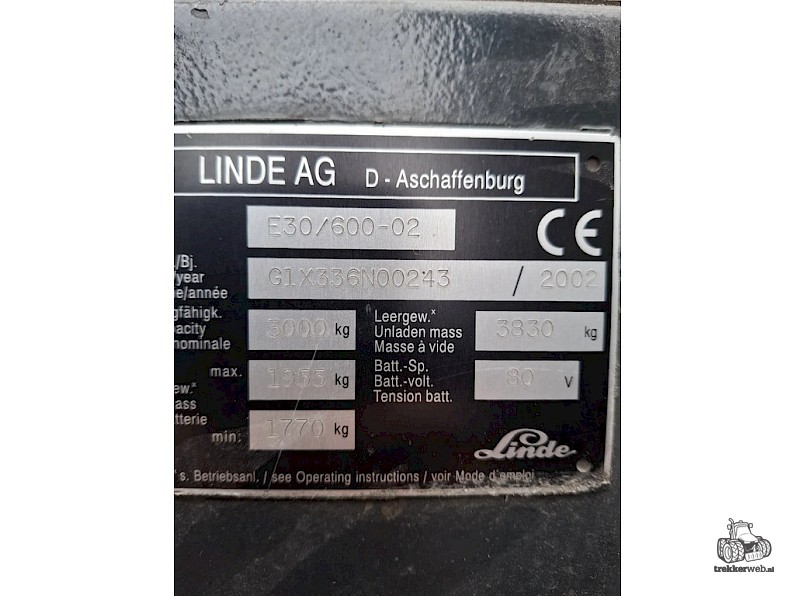 LINDE AG D - Aschaffenburg
E30/600-02
CE
./Bj.
/year G1X336N00243 / 2002
ne/année
gfähigk. Leergew.x
acity 3000 kg Unladen mass 3830 kg
nominale Masse à vide
max. Batt.-Sp.
1955 kg Batt.-volt. 80 V
ew.x Tension batt.
ass
tterie
min: 1770 kg Linde
x s. Betriebsanl. / see Operating instructions / voir Mode d'emploi
trekkerweb.nl